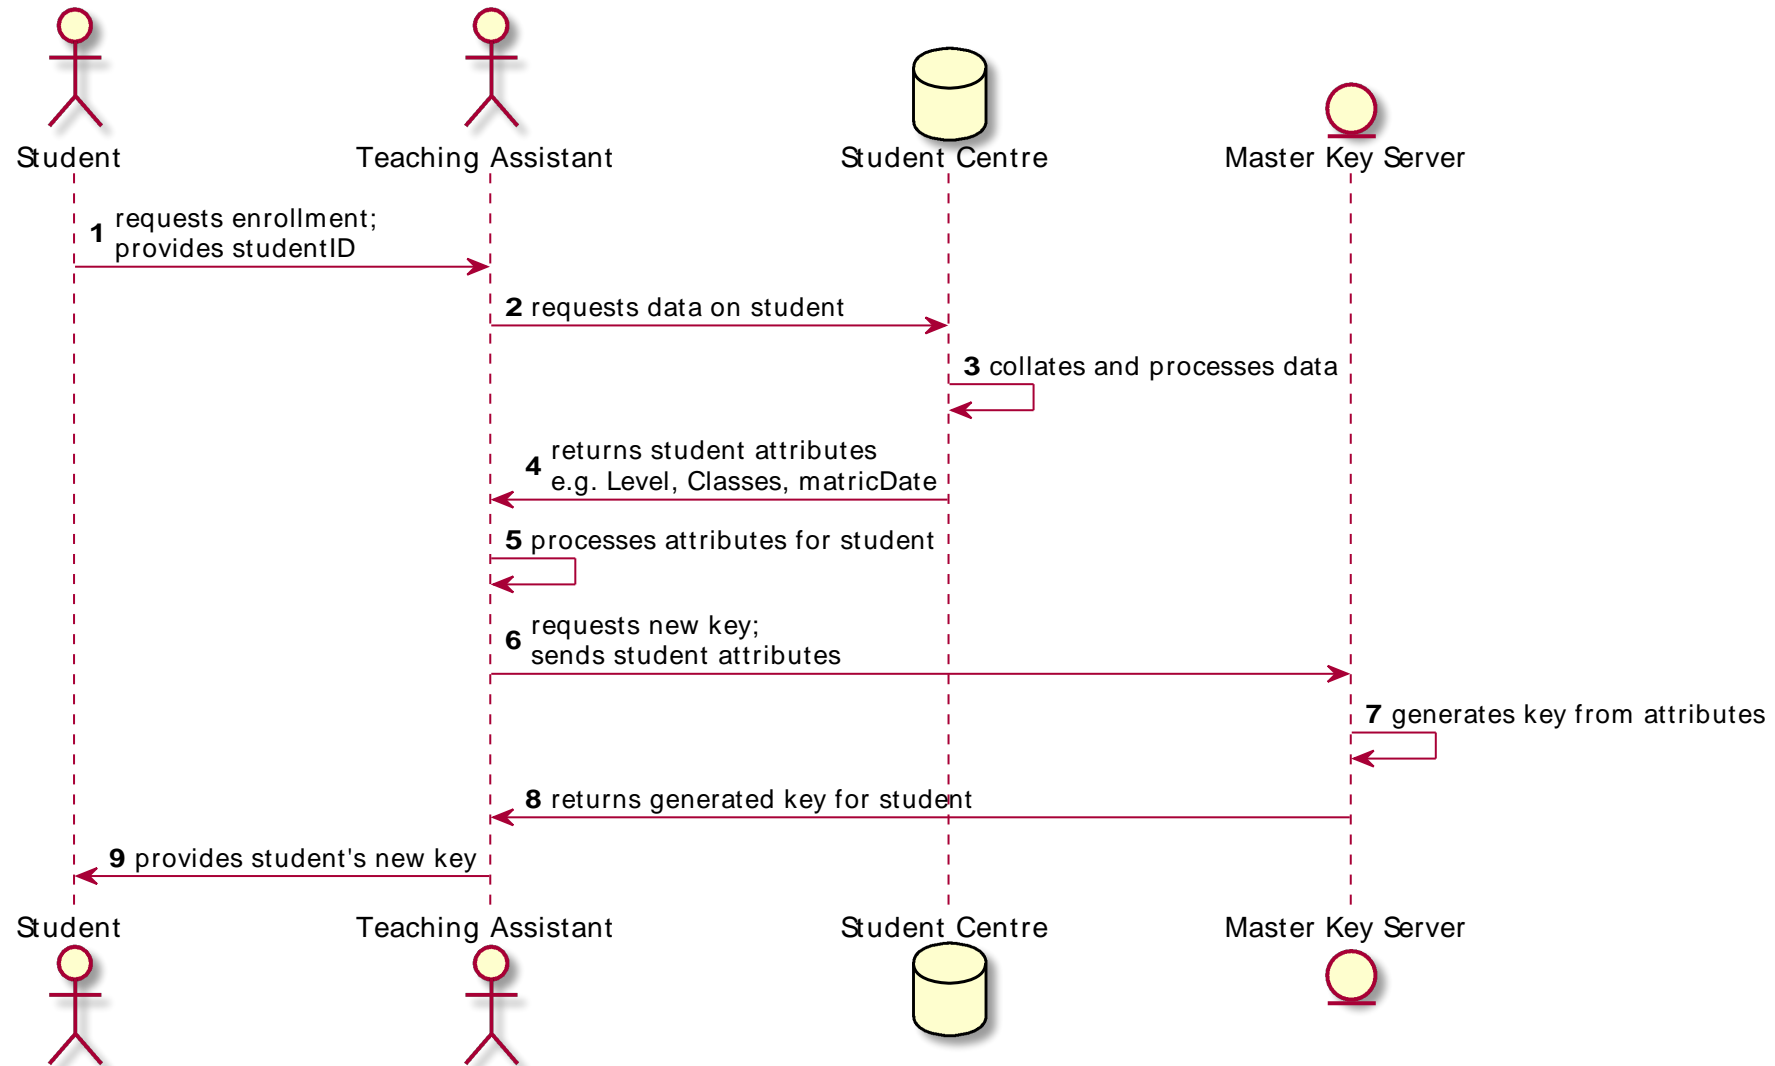 Student Teaching Assistant Student Centre Master Key Server
requests enrollment;
1
provides studentID
2 requests data on student
3 collates and processes data
returns student attributes
4
e.g. Level, Classes, matricDate
5 processes attributes for student
requests new key;
6
sends student attributes
7 generates key from attributes
8 returns generated key for student
9 provides student's new key
Student Teaching Assistant Student Centre Master Key Server